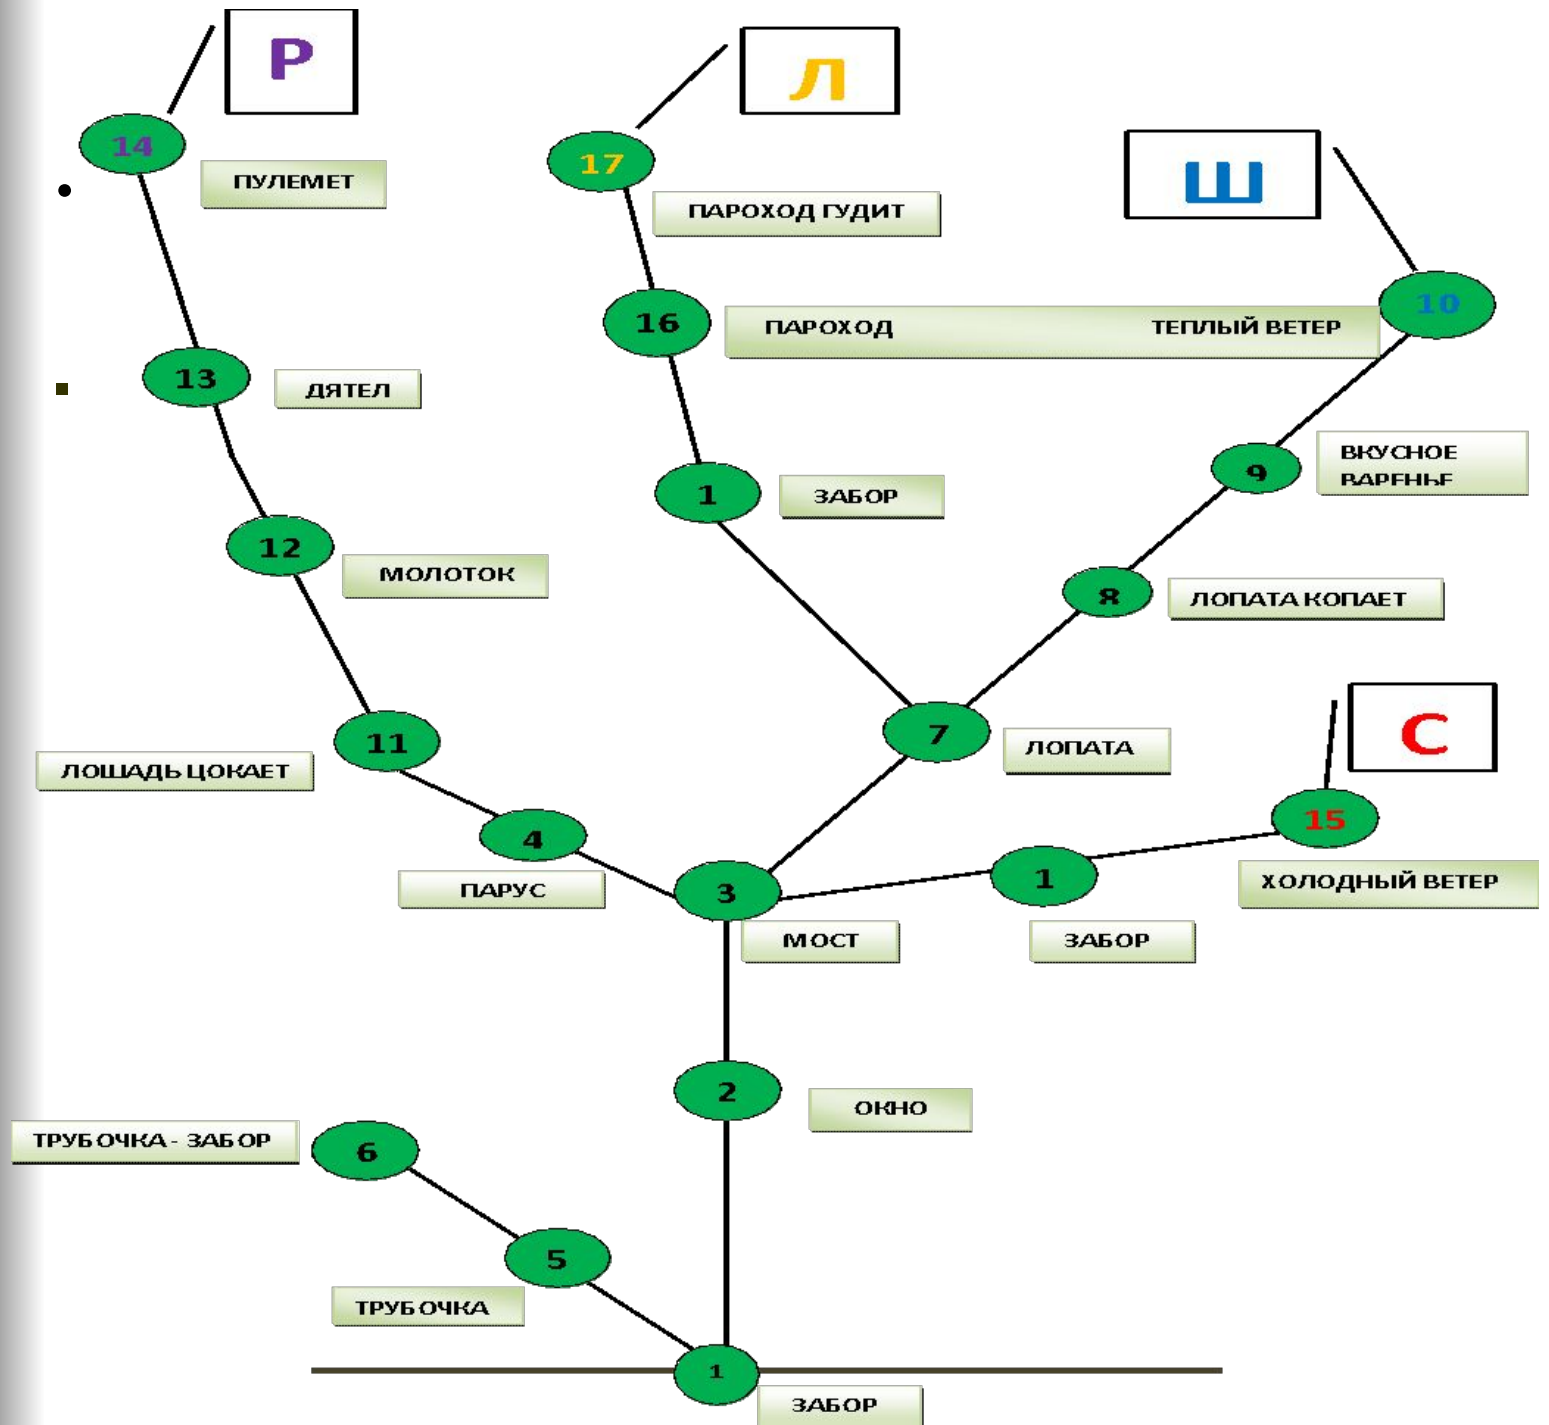 Р
Л
14
ПУЛЕМЕТ
17
Ш
ПАРОХОД ГУДИТ
16
ПАРОХОД ТЕПЛЫЙ ВЕТЕР
10
13
ДЯТЕЛ
1
ЗАБОР
9
ВКУСНОЕ
ВАРЕНЬЕ
12
МОЛОТОК
8
ЛОПАТА КОПАЕТ
11
ЛОШАДЬ ЦОКАЕТ
7
ЛОПАТА
С
4
ПАРУС
3
МОСТ
1
ЗАБОР
15
ХОЛОДНЫЙ ВЕТЕР
2
ОКНО
ТРУБОЧКА - ЗАБОР
6
5
ТРУБОЧКА
1
ЗАБОР